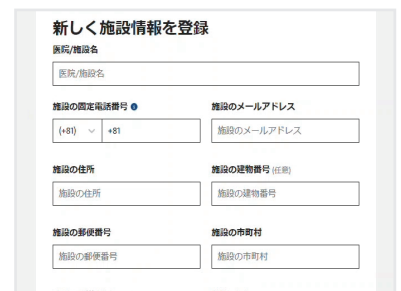 新しく施設情報を登録
医院/施設名
医院/施設名
施設の固定電話番号 施設のメールアドレス
(+81) +81 施設のメールアドレス
施設の住所 施設の建物番号 (任意)
施設の住所 施設の建物番号
施設の郵便番号 施設の市町村
施設の郵便番号 施設の市町村